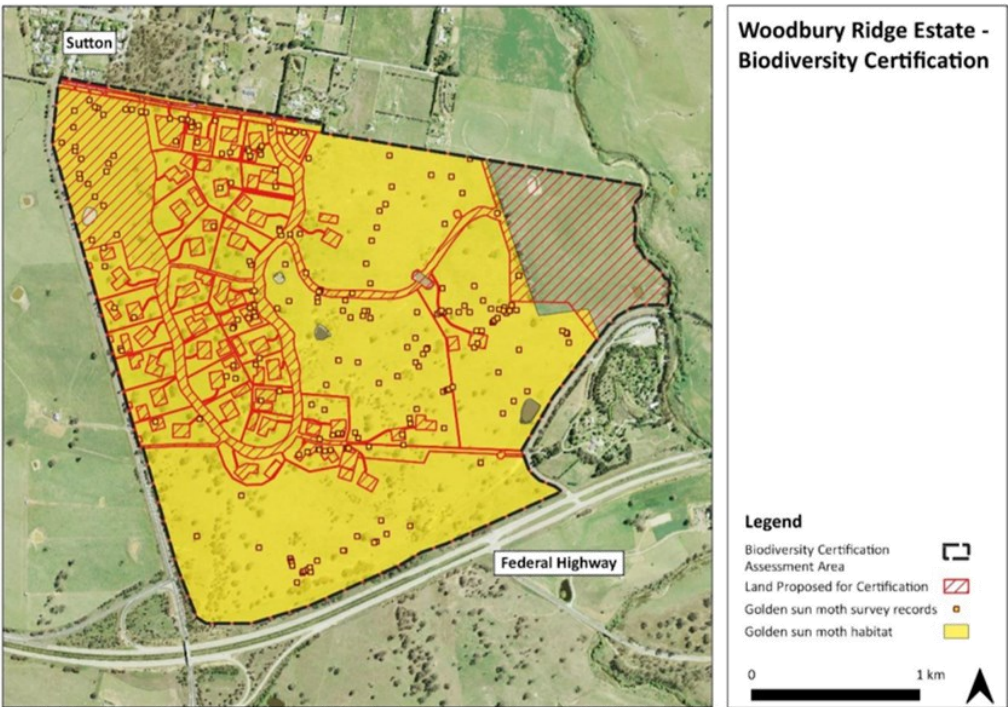 Sutton
Federal Highway
Woodbury Ridge Estate -
Biodiversity Certification
Legend
Biodiversity Certification
Assessment Area
Land Proposed for Certification
Golden sun moth survey records
Golden sun moth habitat
0 1 km